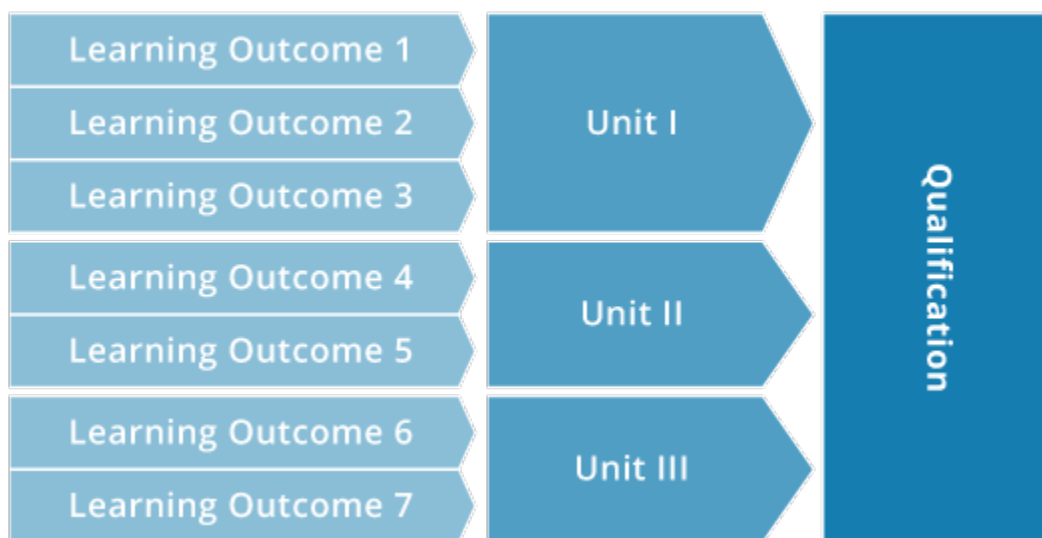 Learning Outcome 1
Learning Outcome 2
Learning Outcome 3
Learning Outcome 4
Learning Outcome 5
Learning Outcome 6
Learning Outcome 7
Unit I
Unit II
Unit III
Qualification